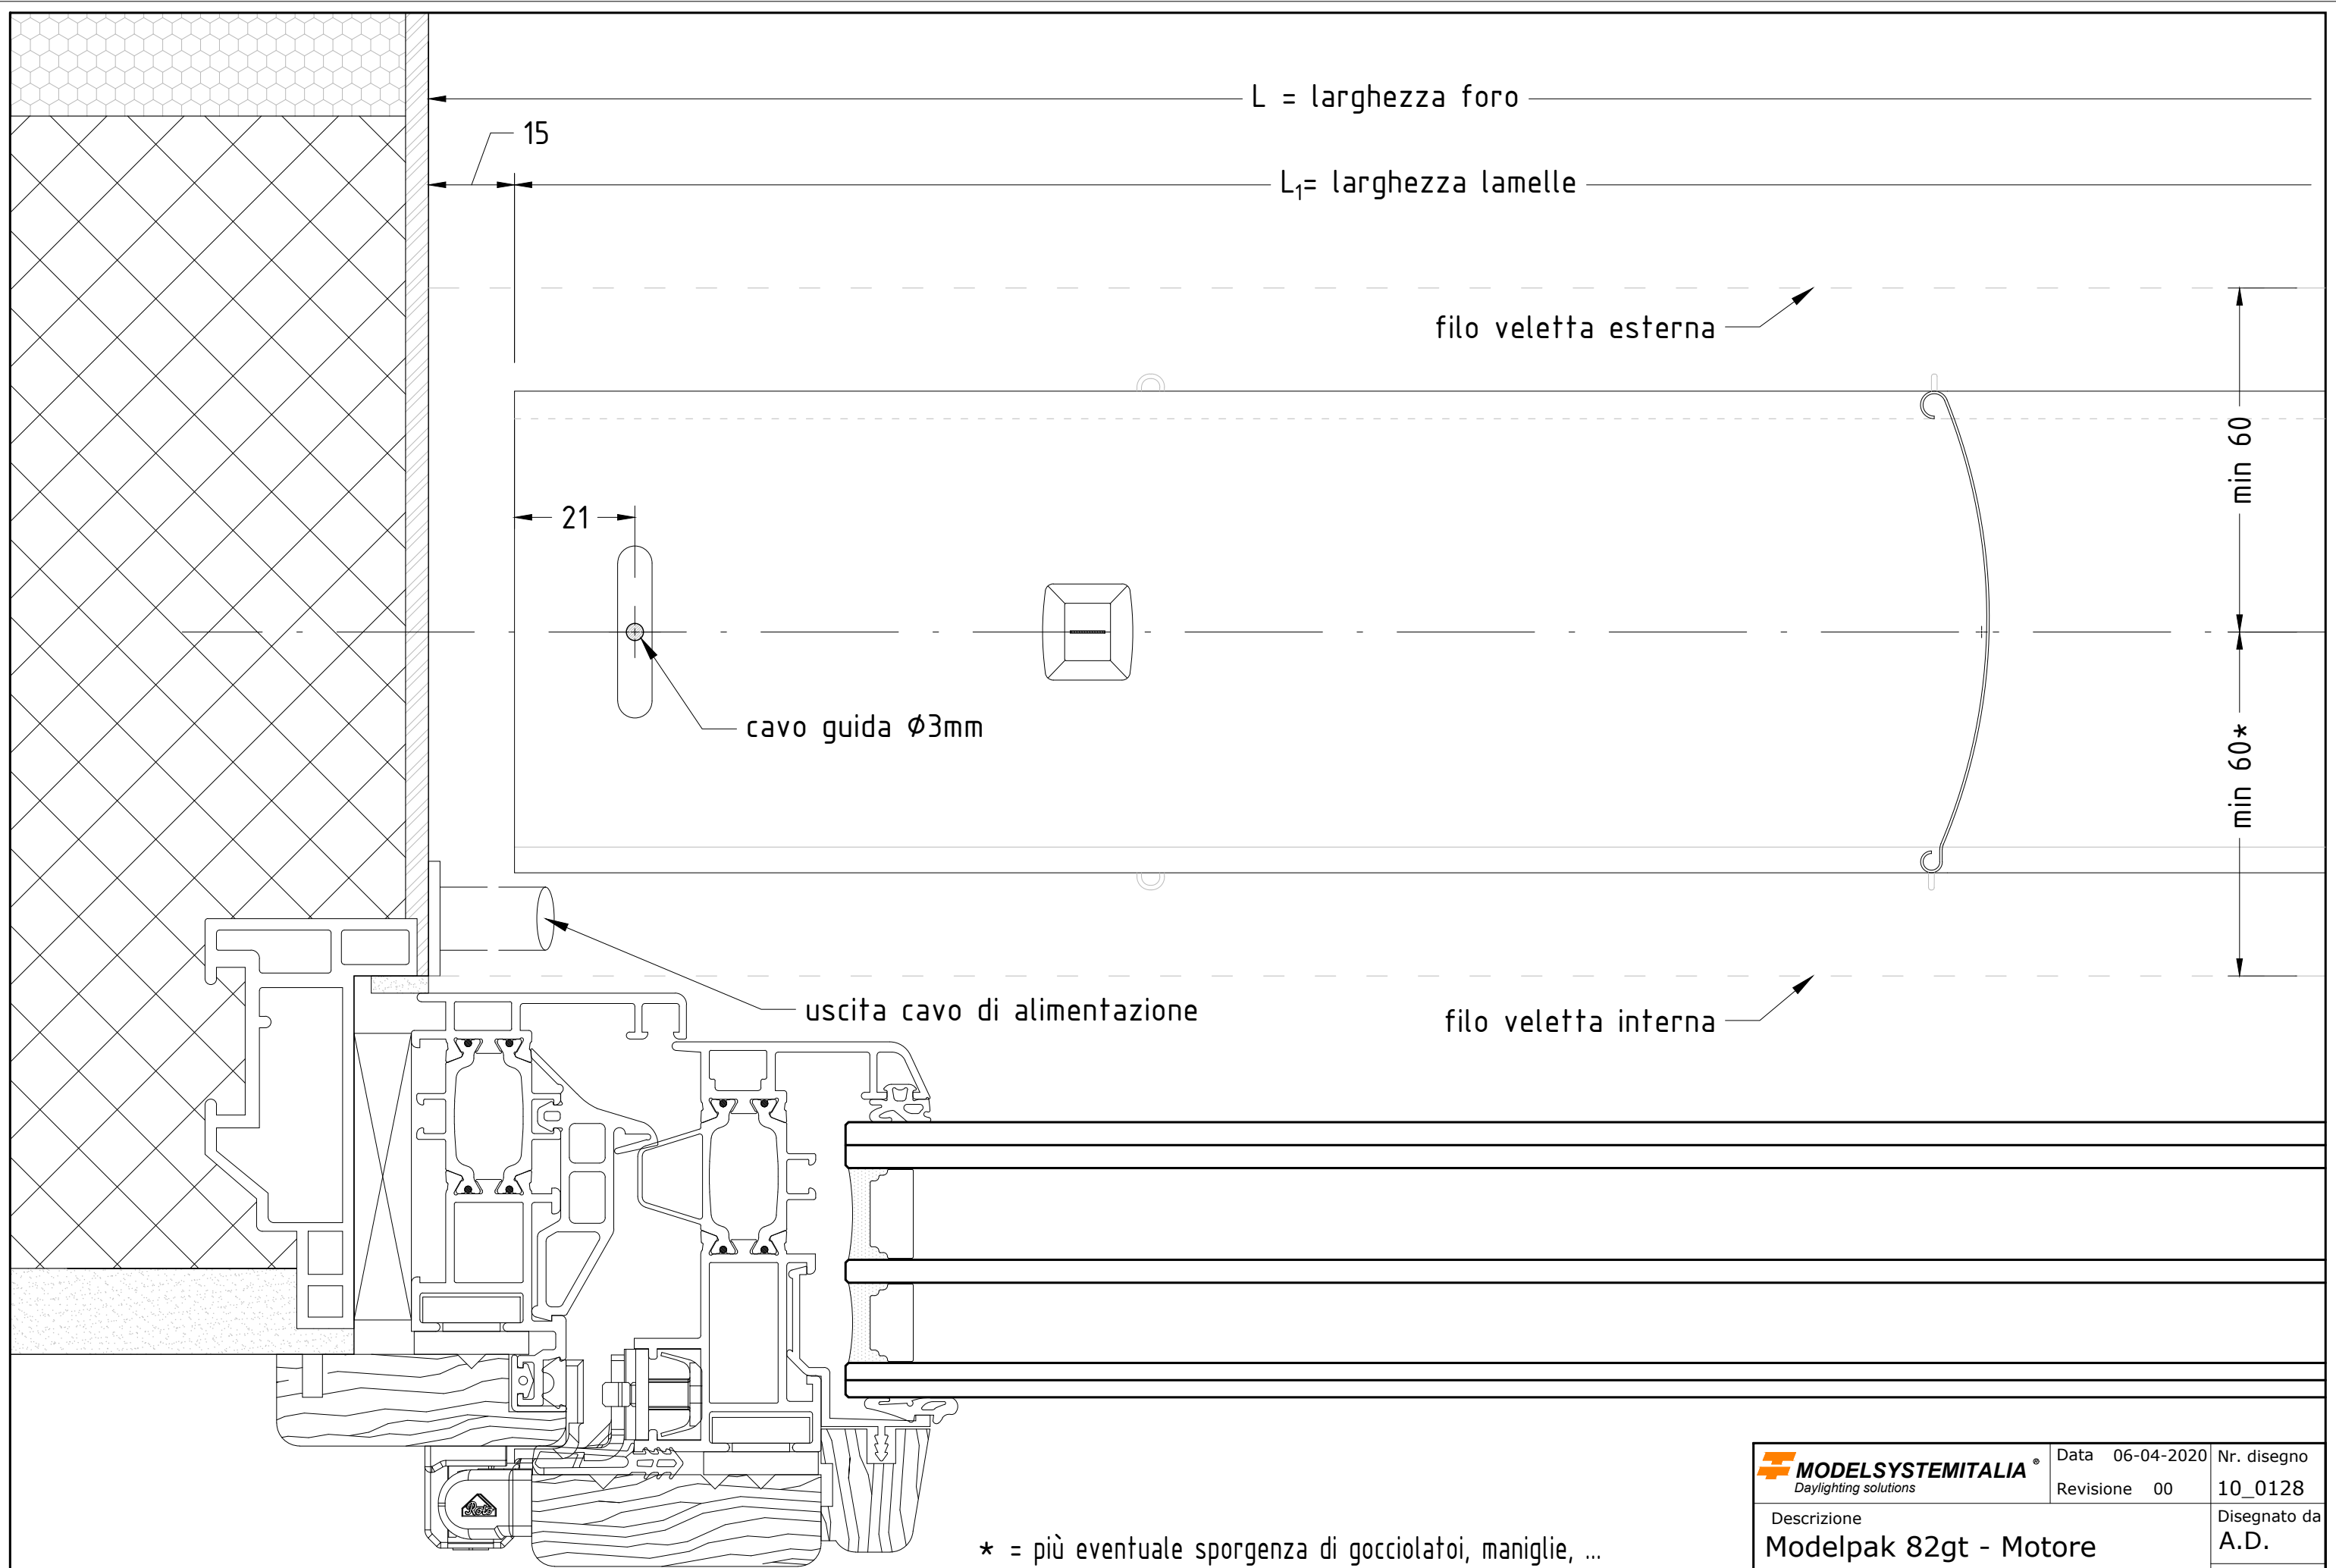 L = larghezza foro
15
L₁= larghezza lamelle
filo veletta esterna
min 60
21
cavo guida Ø3mm
min 60*
uscita cavo di alimentazione
filo veletta interna
Roto
* = più eventuale sporgenza di gocciolatoi, maniglie, ...
MODELSYSTEMITALIA ®
Daylighting solutions
Data 06-04-2020
Revisione 00
Nr. disegno
10_0128
Descrizione
Modelpak 82gt - Motore
Disegnato da
A.D.